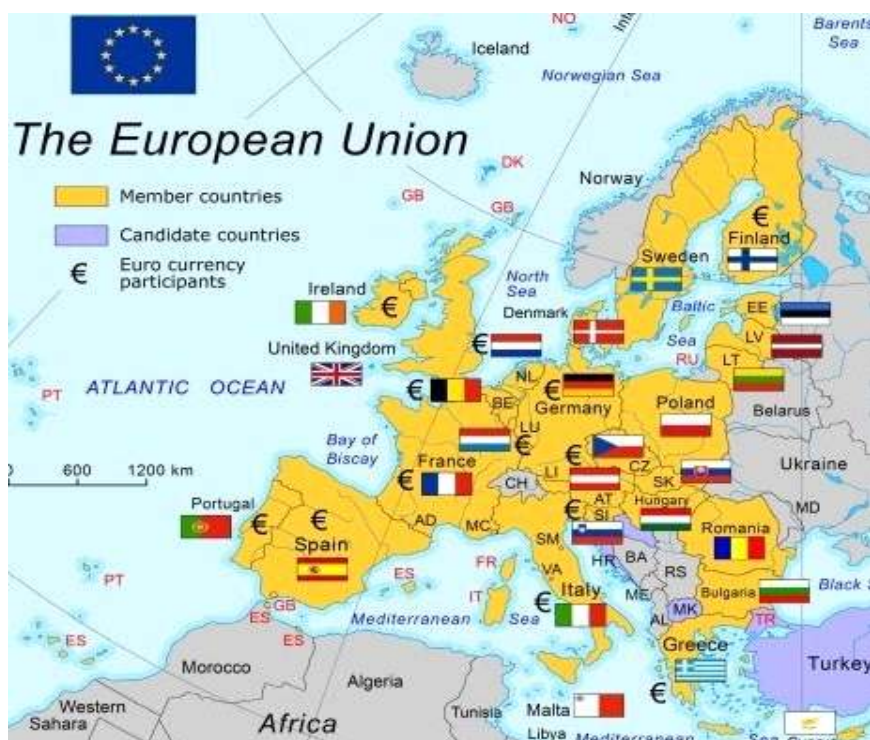 NO
Iceland
Barents
Sea
Norwegian Sea
The European Union
DK
Norway
GB
GB
Member countries
Candidate countries
€ Euro currency
participants
€
Finland
Sweden
North
Sea
Ireland
€
Denmark
Baltic
Sea
EE
LV
LT
RU
United Kingdom
€
ATLANTIC OCEAN
PT
€
NL
BE
€
Germany
Poland
Belarus
LU
€
Bay of
Biscay
France
€
€
CZ
SK
Ukraine
0 600 1200 km
LI
CH
AT
Hungary
MD
Portugal
€
€
Spain
AD
MC
€
SI
Romania
SM
HR
BA
RS
VA
PT
ES
FR
IT
Italy
€
ME
MK
AL
Bulgaria
Black
TR
GB
ES
ES
ES
Mediterranean Sea
Greece
€
Turkey
Morocco
Algeria
Western
Sahara
Africa
Tunisia
Malta
Libya
Mediterranean Sea